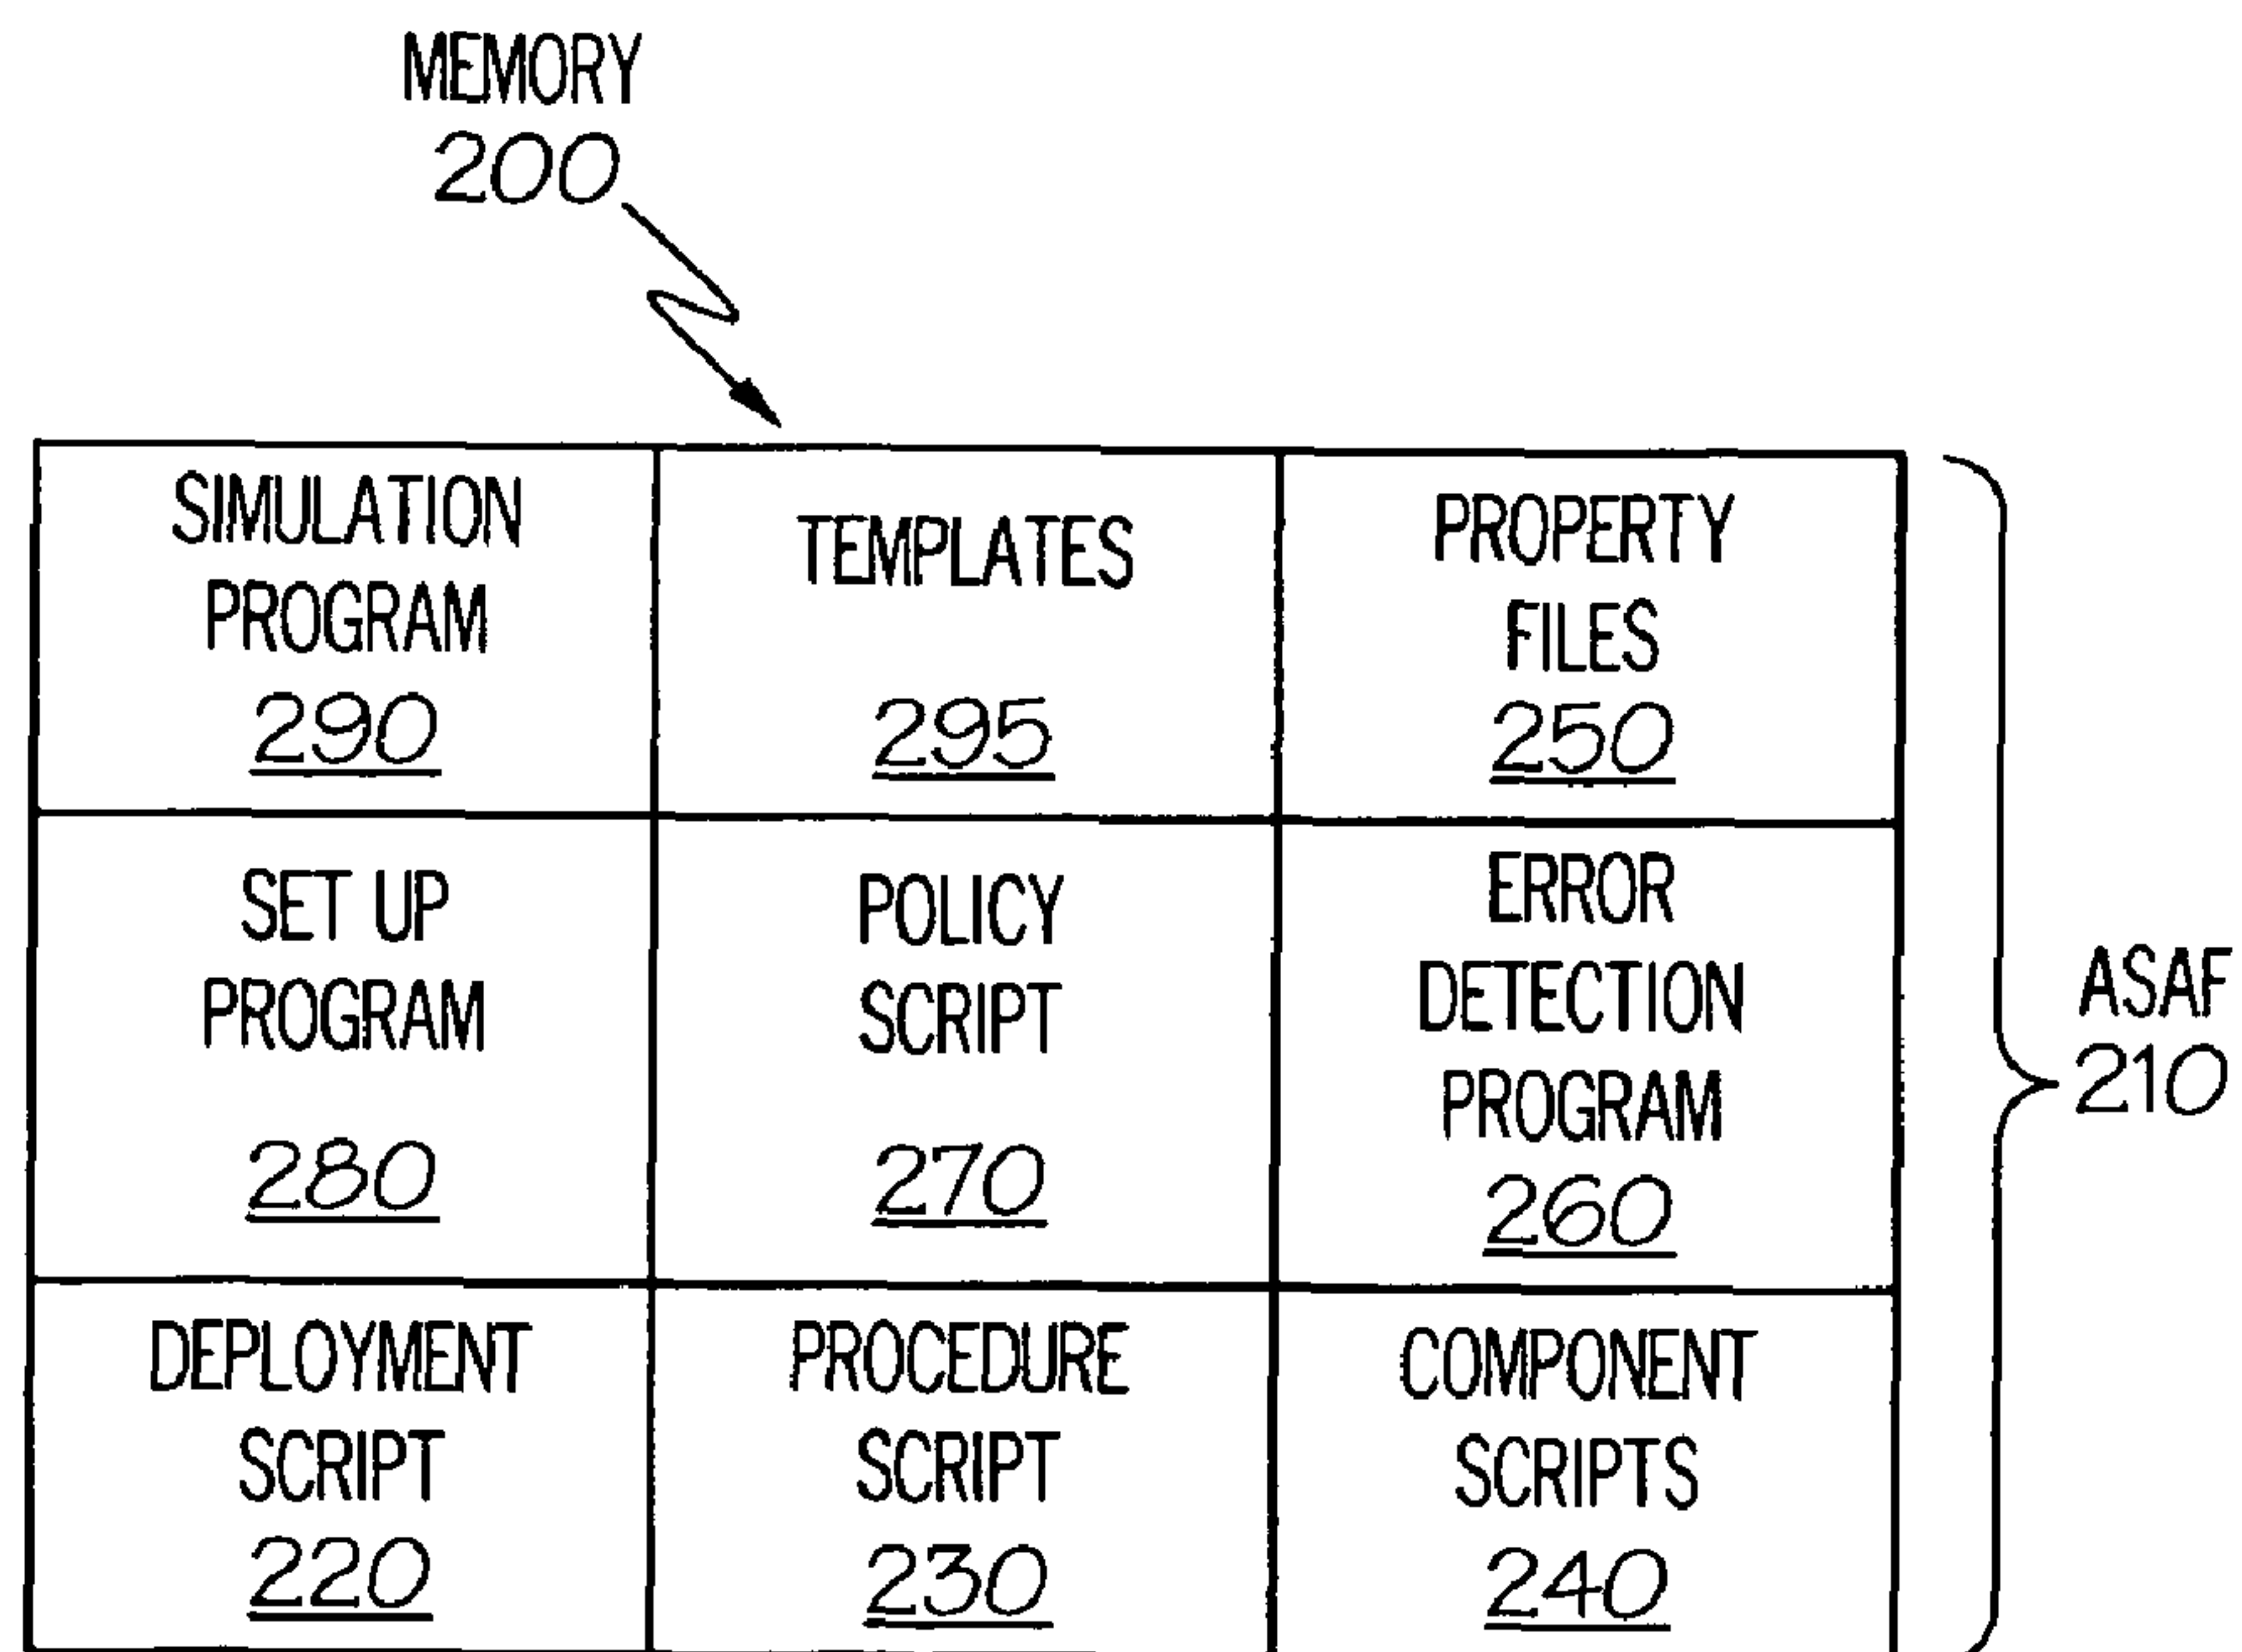 MEMORY
200
SIMULATION
PROGRAM
290
TEMPLATES
295
PROPERTY
FILES
250
SET UP
PROGRAM
280
POLICY
SCRIPT
270
ERROR
DETECTION
PROGRAM
260
ASAF
210
DEPLOYMENT
SCRIPT
220
PROCEDURE
SCRIPT
230
COMPONENT
SCRIPTS
240